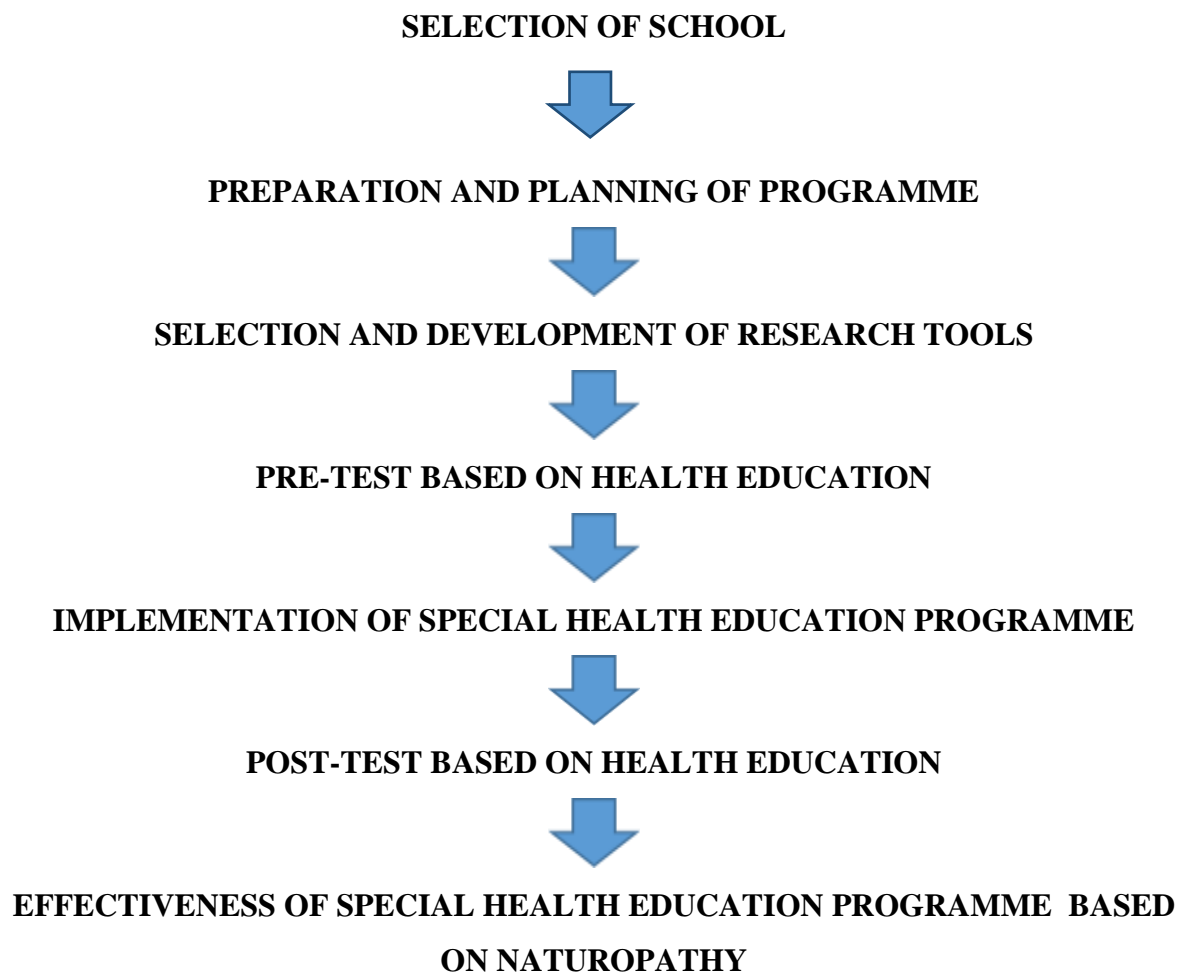 SELECTION OF SCHOOL
PREPARATION AND PLANNING OF PROGRAMME
SELECTION AND DEVELOPMENT OF RESEARCH TOOLS
PRE-TEST BASED ON HEALTH EDUCATION
IMPLEMENTATION OF SPECIAL HEALTH EDUCATION PROGRAMME
POST-TEST BASED ON HEALTH EDUCATION
EFFECTIVENESS OF SPECIAL HEALTH EDUCATION PROGRAMME BASED
ON NATUROPATHY